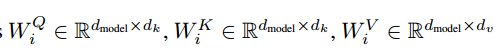 s W_i^Q ∈ ℝ^{d_model×d_k}, W_i^K ∈ ℝ^{d_model×d_k}, W_i^V ∈ ℝ^{d_model×d_v}